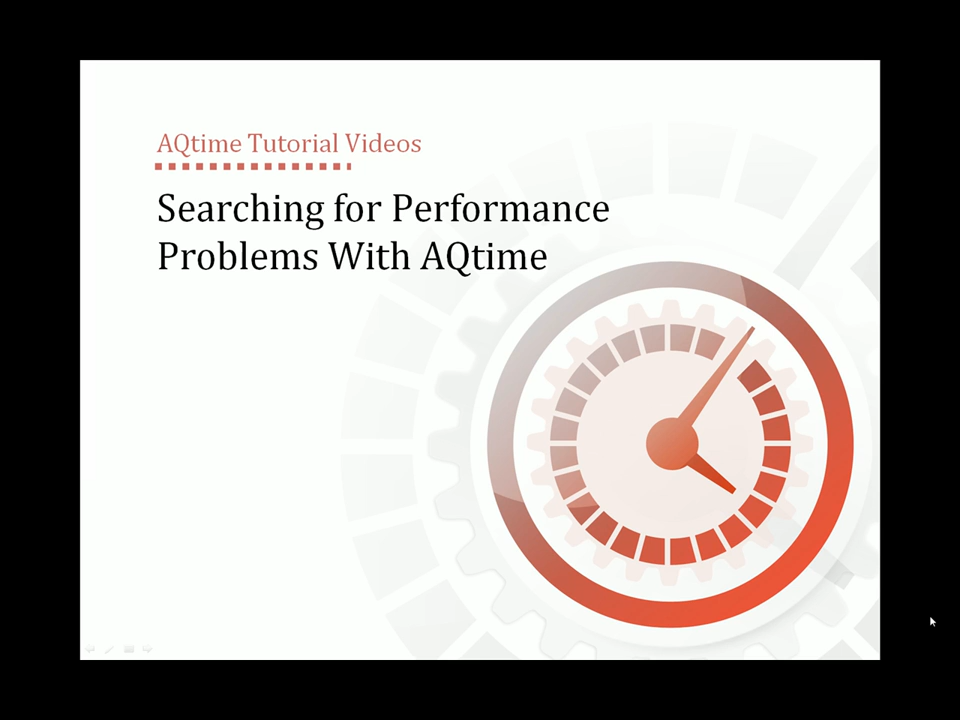 AQtime Tutorial Videos
Searching for Performance
Problems With AQtime